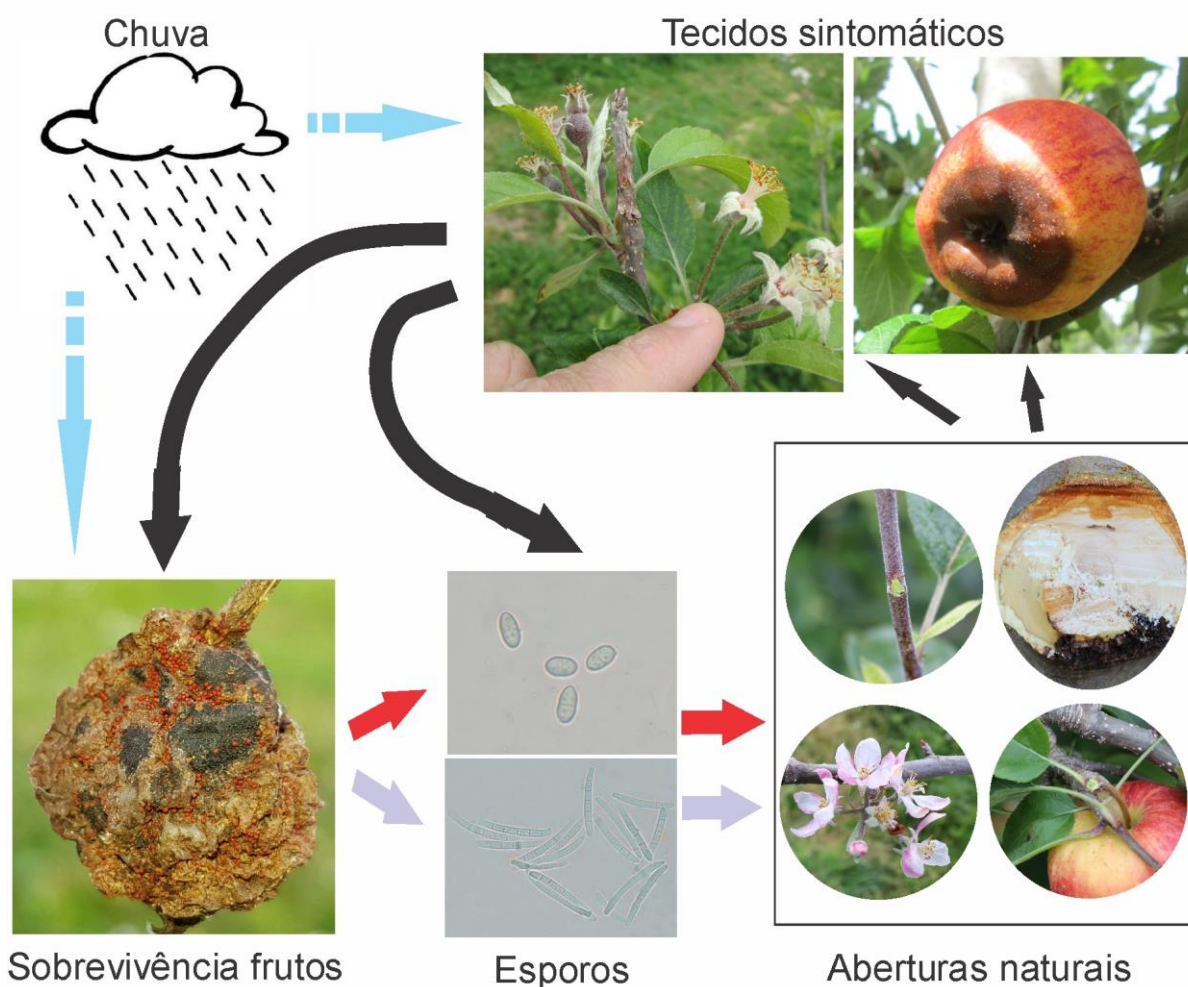 Chuva
Tecidos sintomáticos
Sobrevivência frutos
Esporos
Aberturas naturais